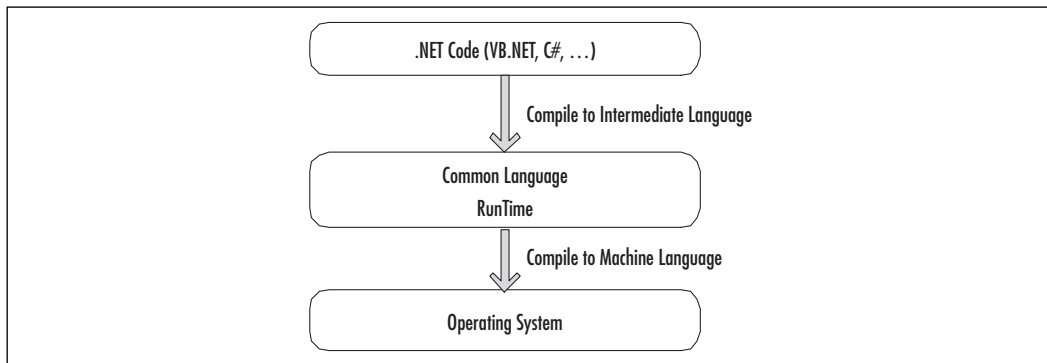 .NET Code (VB.NET, C#, …)
Compile to Intermediate Language
Common Language
RunTime
Compile to Machine Language
Operating System